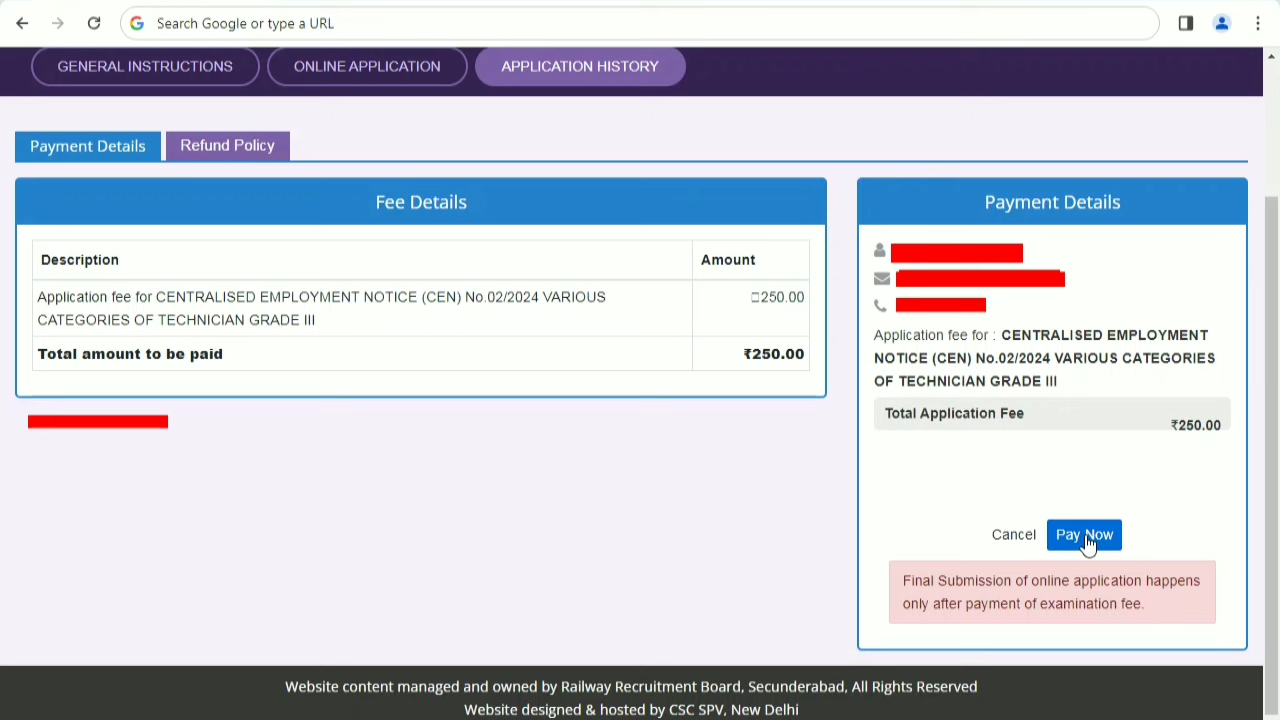 Search Google or type a URL
GENERAL INSTRUCTIONS
ONLINE APPLICATION
APPLICATION HISTORY
Payment Details
Refund Policy
Fee Details
Description
Amount
Application fee for CENTRALISED EMPLOYMENT NOTICE (CEN) No.02/2024 VARIOUS
CATEGORIES OF TECHNICIAN GRADE III
□250.00
Total amount to be paid
₹250.00
Payment Details
Application fee for : CENTRALISED EMPLOYMENT
NOTICE (CEN) No.02/2024 VARIOUS CATEGORIES
OF TECHNICIAN GRADE III
Total Application Fee
₹250.00
Cancel
Pay Now
Final Submission of online application happens
only after payment of examination fee.
Website content managed and owned by Railway Recruitment Board, Secunderabad, All Rights Reserved
Website designed & hosted by CSC SPV, New Delhi